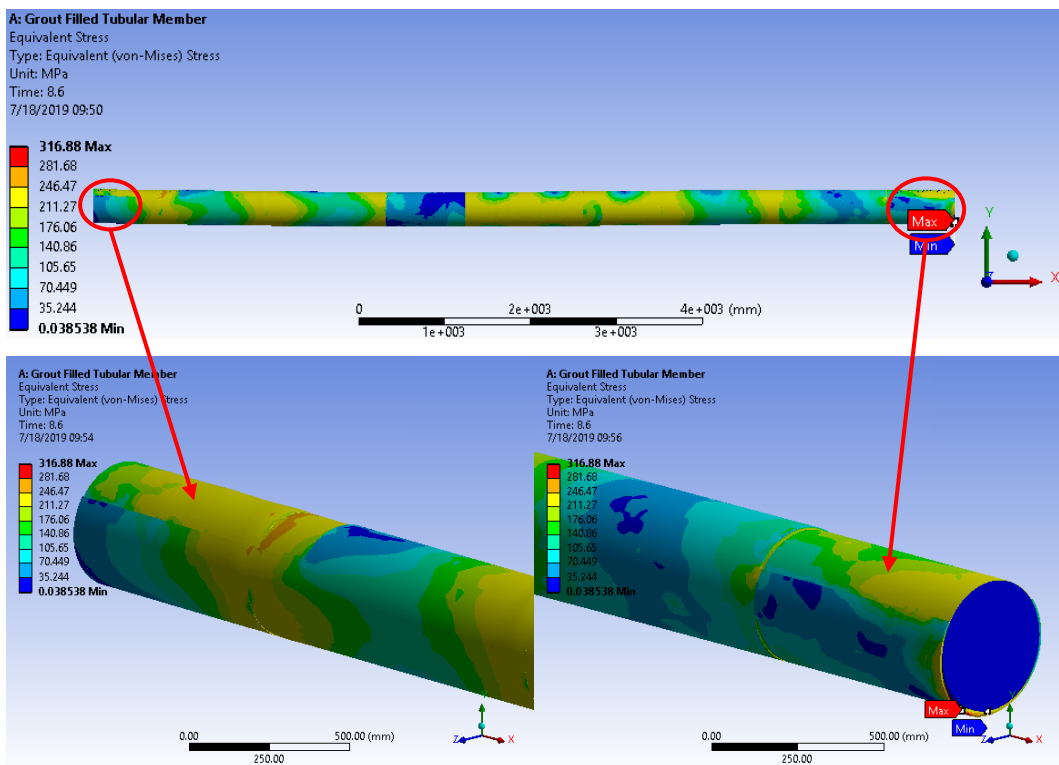 A: Grout Filled Tubular Member
Equivalent Stress
Type: Equivalent (von-Mises) Stress
Unit: MPa
Time: 8.6
7/18/2019 09:50
316.88 Max
281.68
246.47
211.27
176.06
140.86
105.65
70.449
35.244
0.038538 Min
Max
Min
Y
Z
X
0 2e+003 4e+003 (mm)
1e+003 3e+003
A: Grout Filled Tubular Member
Equivalent Stress
Type: Equivalent (von-Mises) Stress
Unit: MPa
Time: 8.6
7/18/2019 09:54
316.88 Max
281.68
246.47
211.27
176.06
140.86
105.65
70.449
35.244
0.038538 Min
Y
Z X
0.00 500.00 (mm)
250.00
A: Grout Filled Tubular Member
Equivalent Stress
Type: Equivalent (von-Mises) Stress
Unit: MPa
Time: 8.6
7/18/2019 09:56
316.88 Max
281.68
246.47
211.27
176.06
140.86
105.65
70.449
35.244
0.038538 Min
Max
Min
Y
Z X
0.00 500.00 (mm)
250.00